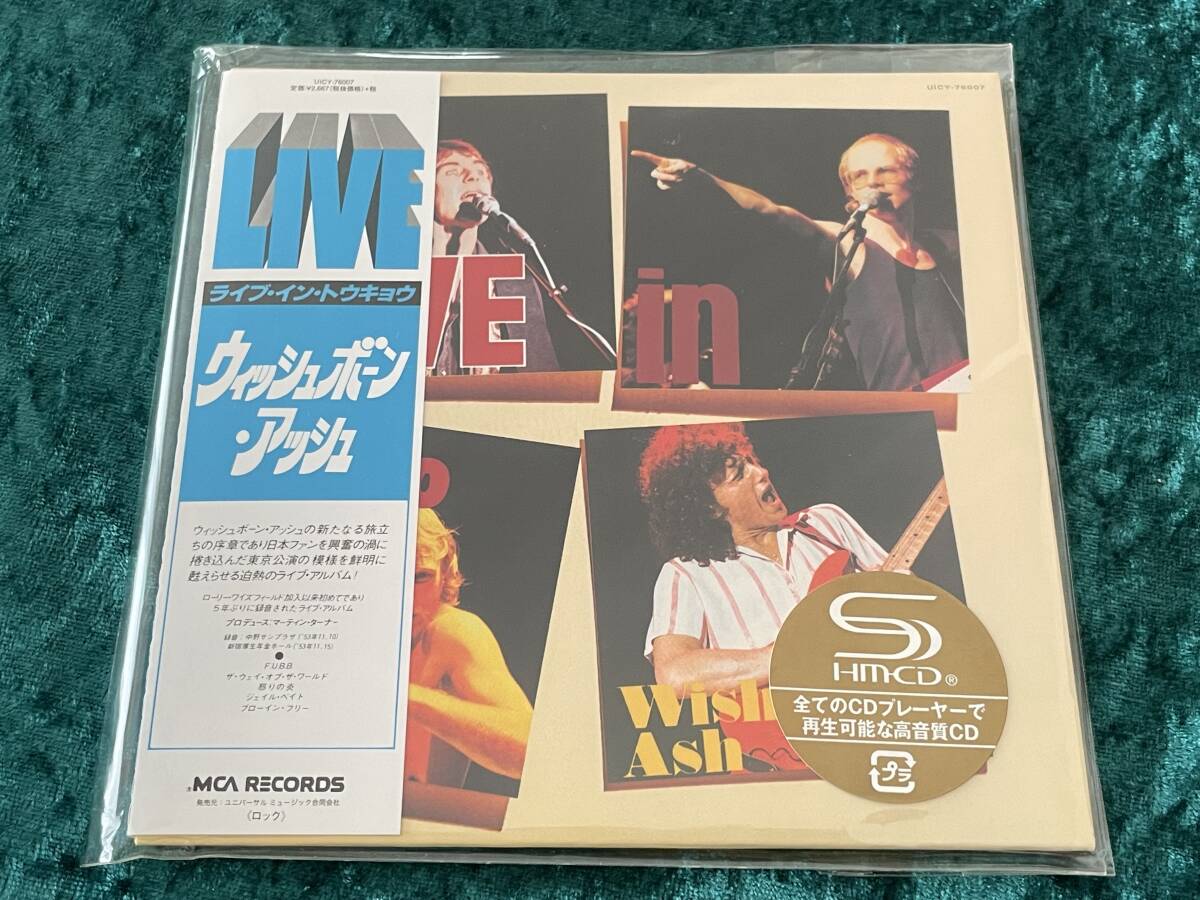 UICY-76007
定価:¥2,667(税抜価格)+税
LIVE
ライブ・イン・トウキョウ
ウィッシュボーン
・アッシュ
ウィッシュボーン・アッシュの新たなる旅立
ちの序章であり日本ファンを興奮の渦に
捲き込んだ東京公演の模様を鮮明に
甦えらせる迫熱のライブ・アルバム!
ローリー・ワイズフィールド加入以来初めてであり
5年ぶりに録音されたライブ・アルバム
プロデュース:マーティン・ターナー
録音:中野サンプラザ('53年11.10)
新宿厚生年金ホール('53年11.15)
●
F.U.B.B.
ザ・ウェイ・オブ・ザ・ワールド
怒りの炎
ジェイル・ベイト
ブローイン・フリー
MCA RECORDS
発売元:ユニバーサル ミュージック合同会社
《ロック》
UICY-76007
VE in
o
Wish
Ash
SHM-CD®
全てのCDプレーヤーで
再生可能な高音質CD
プラ